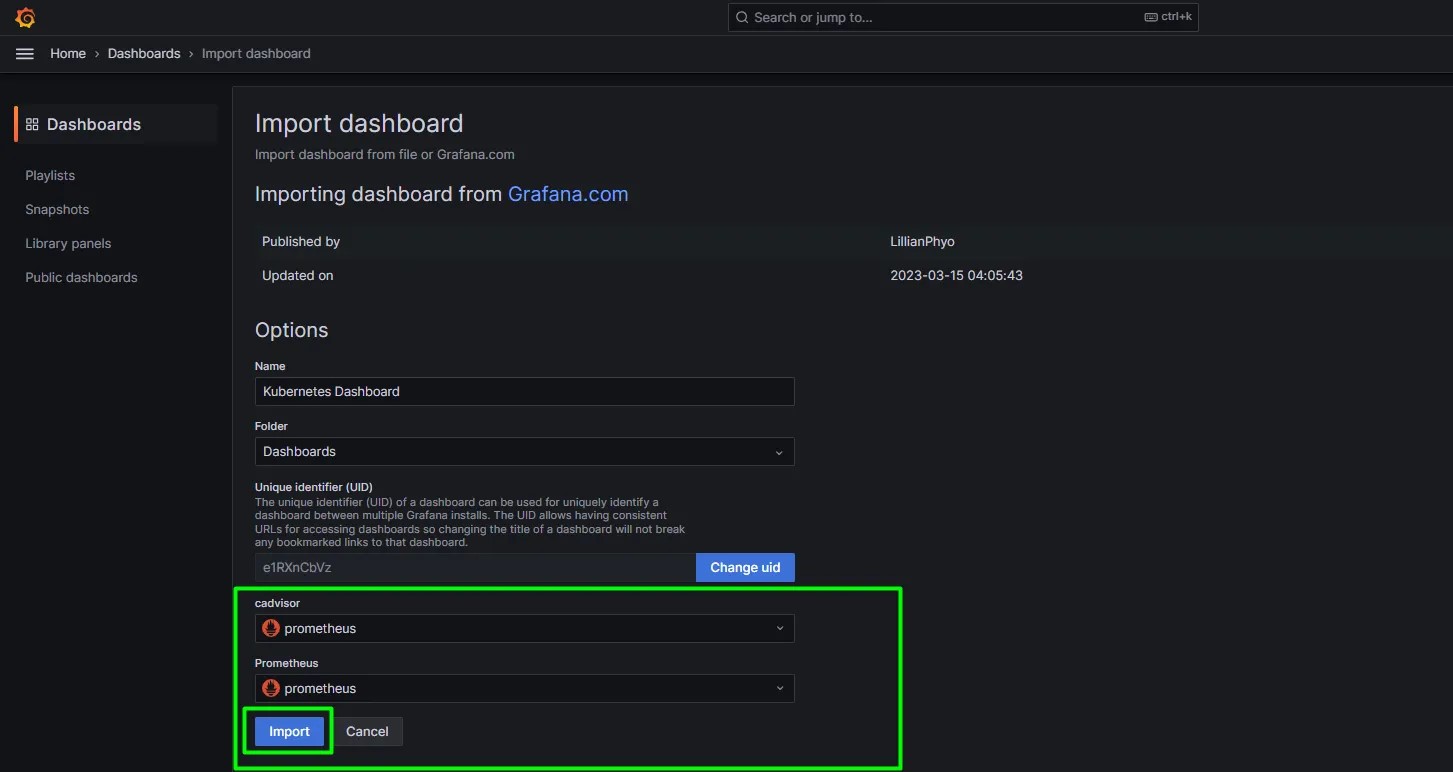 Search or jump to...
ctrl+k
Home › Dashboards › Import dashboard
Dashboards
Playlists
Snapshots
Library panels
Public dashboards
Import dashboard
Import dashboard from file or Grafana.com
Importing dashboard from Grafana.com
Published by LillianPhyo
Updated on 2023-03-15 04:05:43
Options
Name
Kubernetes Dashboard
Folder
Dashboards
Unique identifier (UID)
The unique identifier (UID) of a dashboard can be used for uniquely identify a
dashboard between multiple Grafana installs. The UID allows having consistent
URLs for accessing dashboards so changing the title of a dashboard will not break
any bookmarked links to that dashboard.
e1RXnCbVz
Change uid
cadvisor
prometheus
Prometheus
prometheus
Import
Cancel